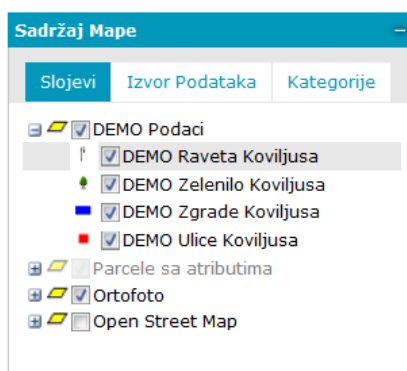 Sadržaj Mape
Slojevi Izvor Podataka Kategorije
DEMO Podaci
DEMO Raveta Koviljusa
DEMO Zelenilo Koviljusa
DEMO Zgrade Koviljusa
DEMO Ulice Koviljusa
Parcele sa atributima
Ortofoto
Open Street Map